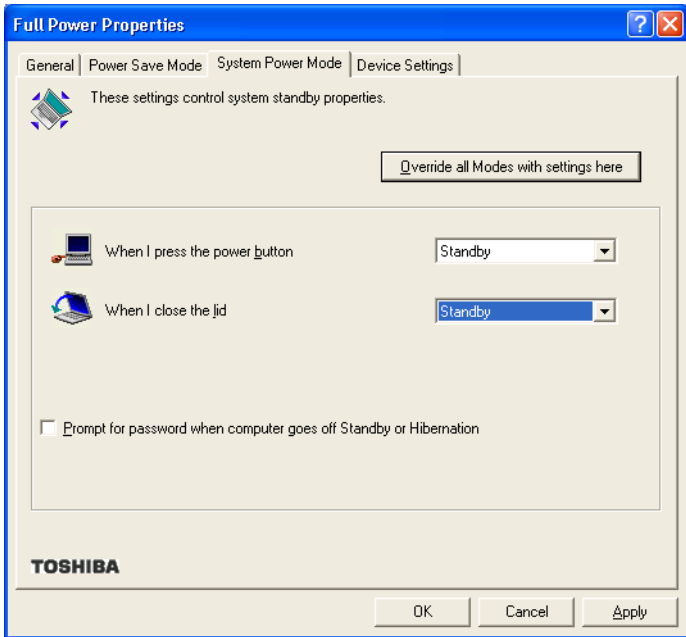 Full Power Properties
?
General Power Save Mode System Power Mode Device Settings
These settings control system standby properties.
Override all Modes with settings here
When I press the power button Standby
When I close the lid Standby
Prompt for password when computer goes off Standby or Hibernation
TOSHIBA
OK Cancel Apply